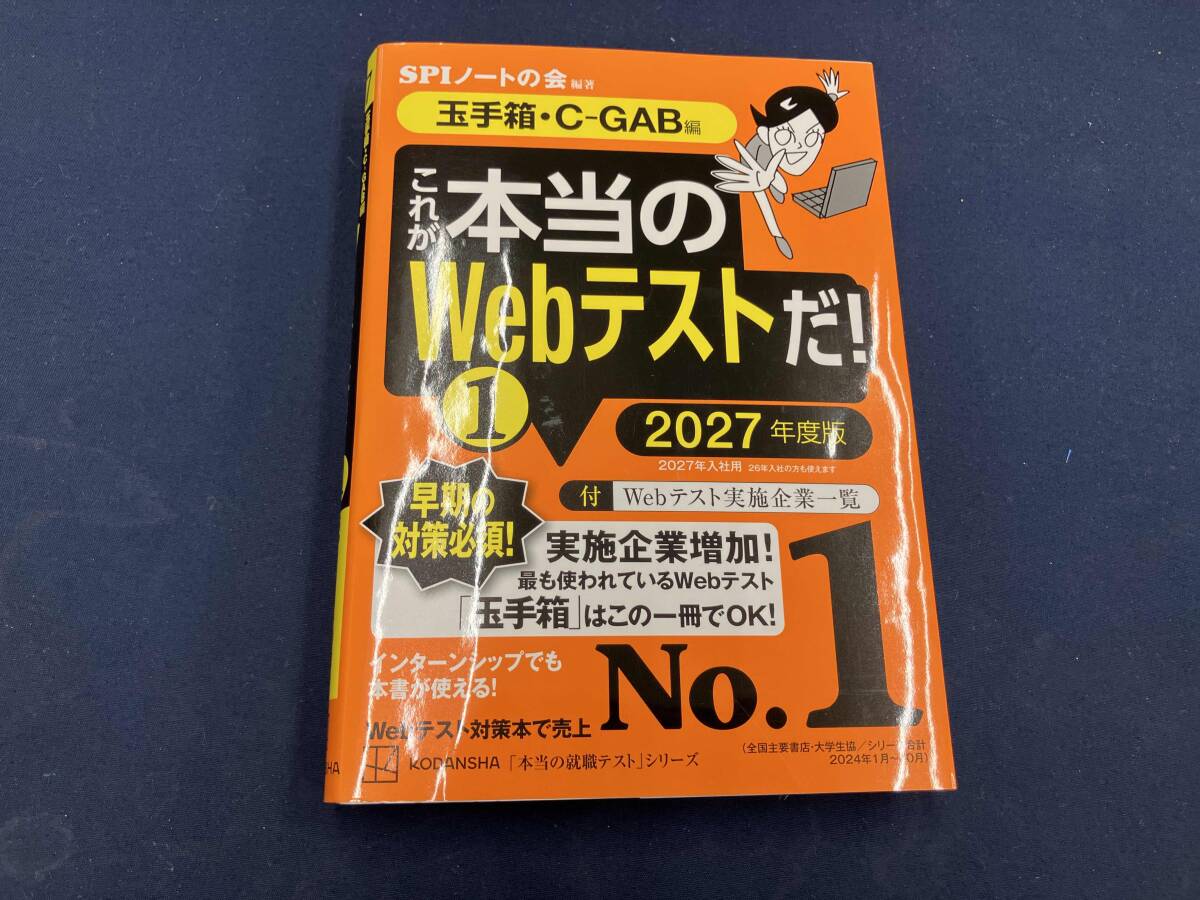 SPIノートの会 編著
玉手箱・C-GAB編
これが
本当の
Webテストだ!
1
2027年度版
2027年入社用 26年入社の方も使えます
付 Webテスト実施企業一覧
早期の
対策必須!
実施企業増加!
最も使われているWebテスト
「玉手箱」はこの一冊でOK!
インターンシップでも
本書が使える!
Webテスト対策本で売上
No.1
(全国主要書店・大学生協/シリーズ合計
2024年1月~10月)
KODANSHA「本当の就職テスト」シリーズ